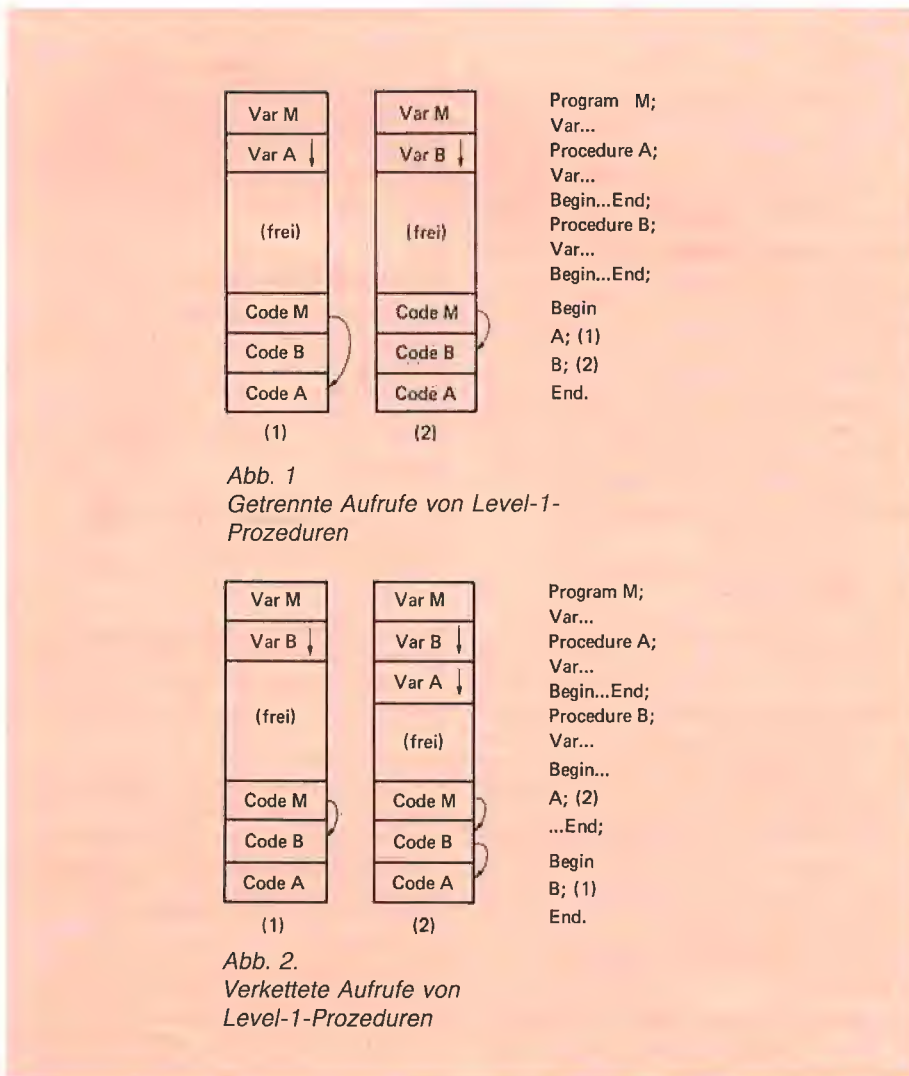 Var M
Var A
(frei)
Code M
Code B
Code A
(1)
Var M
Var B
(frei)
Code M
Code B
Code A
(2)
Program M;
Var...
Procedure A;
Var...
Begin...End;
Procedure B;
Var...
Begin...End;
Begin
A; (1)
B; (2)
End.
Abb. 1
Getrennte Aufrufe von Level-1-
Prozeduren
Var M
Var B
(frei)
Code M
Code B
Code A
(1)
Var M
Var B
Var A
(frei)
Code M
Code B
Code A
(2)
Program M;
Var...
Procedure A;
Var...
Begin...End;
Procedure B;
Var...
Begin...
A; (2)
...End;
Begin
B; (1)
End.
Abb. 2.
Verkettete Aufrufe von
Level-1-Prozeduren